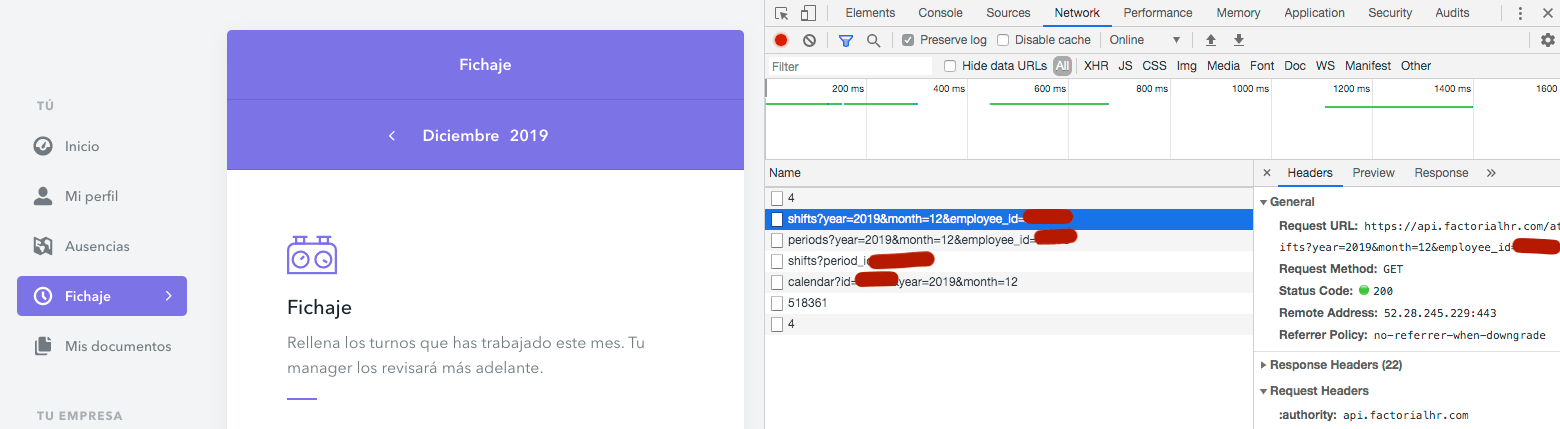 TÚ
Inicio
Mi perfil
Ausencias
Fichaje
Mis documentos
TU EMPRESA
Fichaje
Diciembre 2019
Fichaje
Rellena los turnos que has trabajado este mes. Tu
manager los revisará más adelante.
Elements Console Sources Network Performance Memory Application Security Audits
Preserve log Disable cache Online
Filter Hide data URLs All XHR JS CSS Img Media Font Doc WS Manifest Other
200 ms 400 ms 600 ms 800 ms 1000 ms 1200 ms 1400 ms 1600
Name
4
shifts?year=2019&month=12&employee_id=
periods?year=2019&month=12&employee_id=
shifts?period_id
calendar?id= year=2019&month=12
518361
4
Headers Preview Response
General
Request URL: https://api.factorialhr.com/at
ifts?year=2019&month=12&employee_id=
Request Method: GET
Status Code: 200
Remote Address: 52.28.245.229:443
Referrer Policy: no-referrer-when-downgrade
Response Headers (22)
Request Headers
:authority: api.factorialhr.com